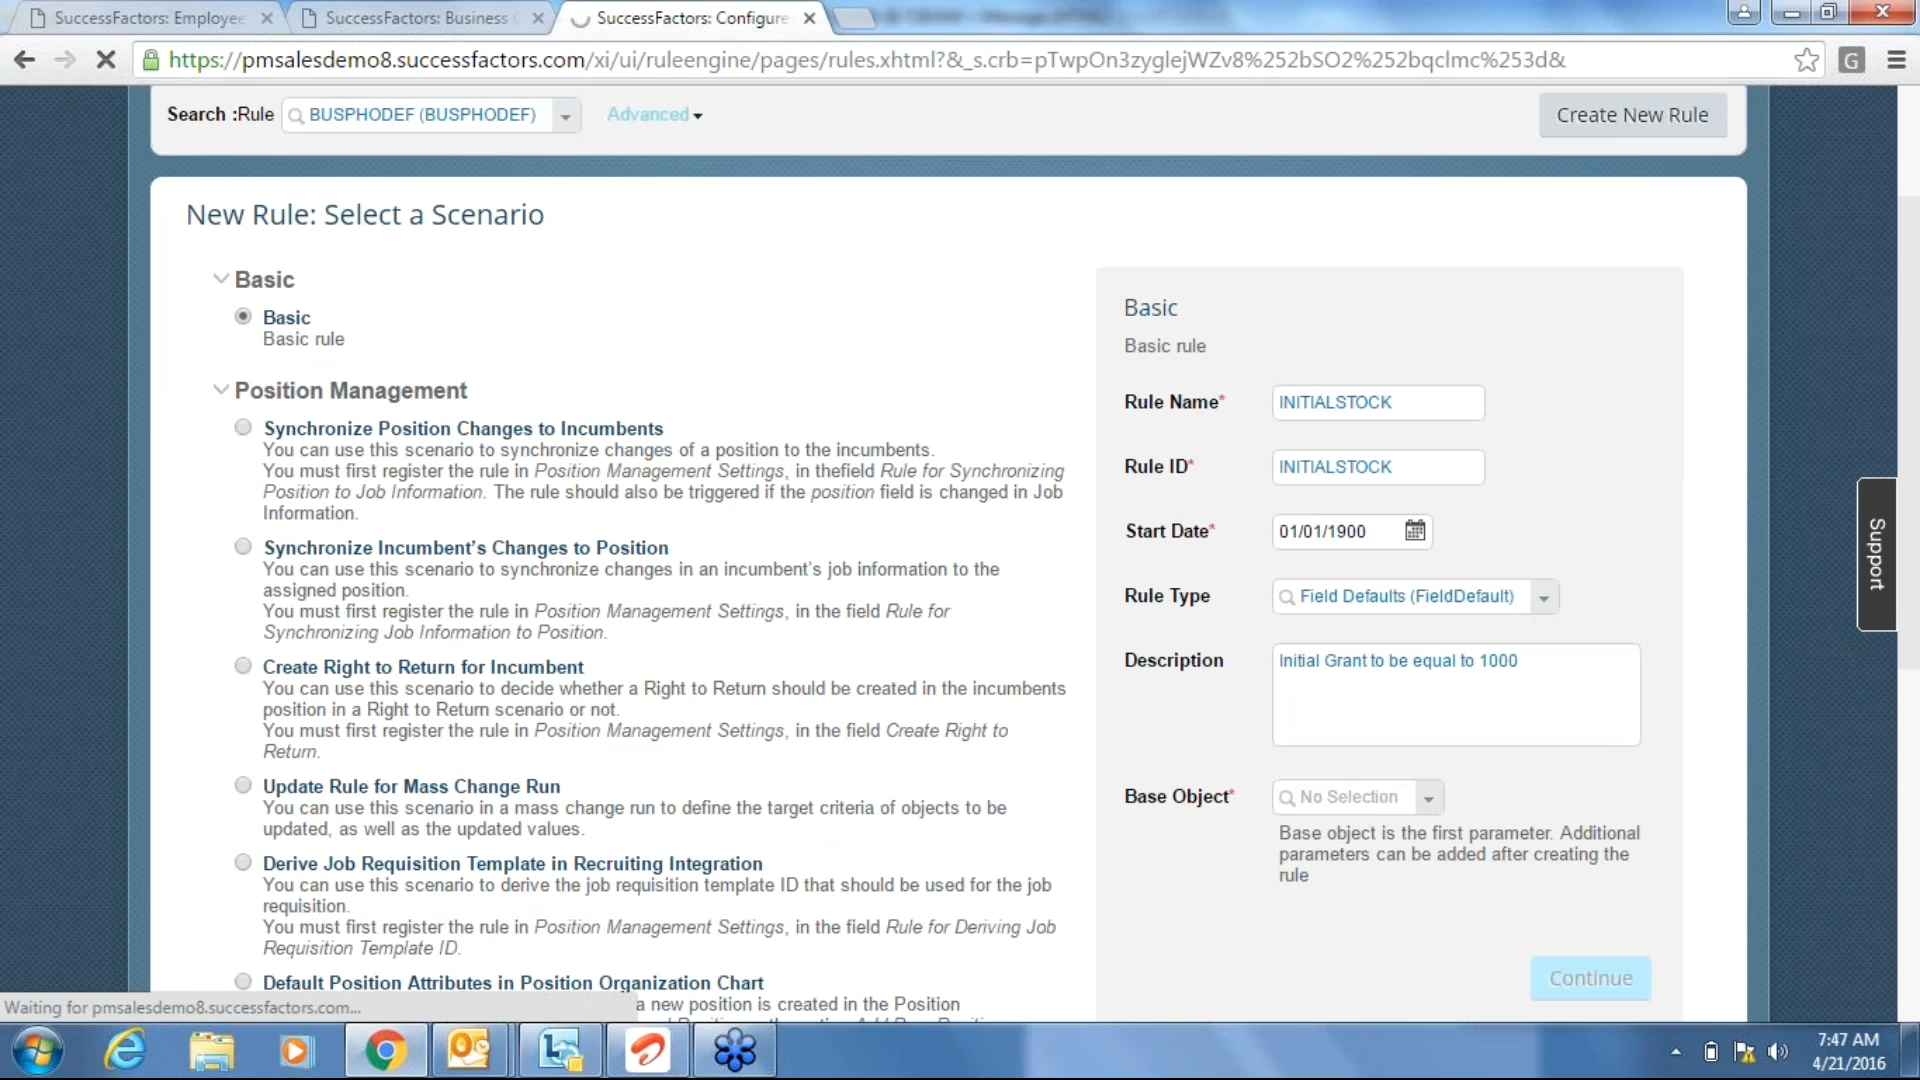 SuccessFactors: Employee
SuccessFactors: Business C
SuccessFactors: Configure
https://pmsalesdemo8.successfactors.com/xi/ui/ruleengine/pages/rules.xhtml?&_s.crb=pTwpOn3zyglejWZv8%252bSO2%252bqclmc%253d&
G
Search :Rule BUSPHODEF (BUSPHODEF) Advanced Create New Rule
New Rule: Select a Scenario
Basic
Basic
Basic rule
Position Management
Synchronize Position Changes to Incumbents
You can use this scenario to synchronize changes of a position to the incumbents.
You must first register the rule in Position Management Settings, in thefield Rule for Synchronizing
Position to Job Information. The rule should also be triggered if the position field is changed in Job
Information.
Synchronize Incumbent's Changes to Position
You can use this scenario to synchronize changes in an incumbent's job information to the
assigned position.
You must first register the rule in Position Management Settings, in the field Rule for
Synchronizing Job Information to Position.
Create Right to Return for Incumbent
You can use this scenario to decide whether a Right to Return should be created in the incumbents
position in a Right to Return scenario or not.
You must first register the rule in Position Management Settings, in the field Create Right to
Return.
Update Rule for Mass Change Run
You can use this scenario in a mass change run to define the target criteria of objects to be
updated, as well as the updated values.
Derive Job Requisition Template in Recruiting Integration
You can use this scenario to derive the job requisition template ID that should be used for the job
requisition.
You must first register the rule in Position Management Settings, in the field Rule for Deriving Job
Requisition Template ID.
Default Position Attributes in Position Organization Chart
a new position is created in the Position
Basic
Basic rule
Rule Name* INITIALSTOCK
Rule ID* INITIALSTOCK
Start Date* 01/01/1900
Rule Type Field Defaults (FieldDefault)
Description Initial Grant to be equal to 1000
Base Object* No Selection
Base object is the first parameter. Additional
parameters can be added after creating the
rule
Continue
Support
Waiting for pmsalesdemo8.successfactors.com...
7:47 AM
4/21/2016